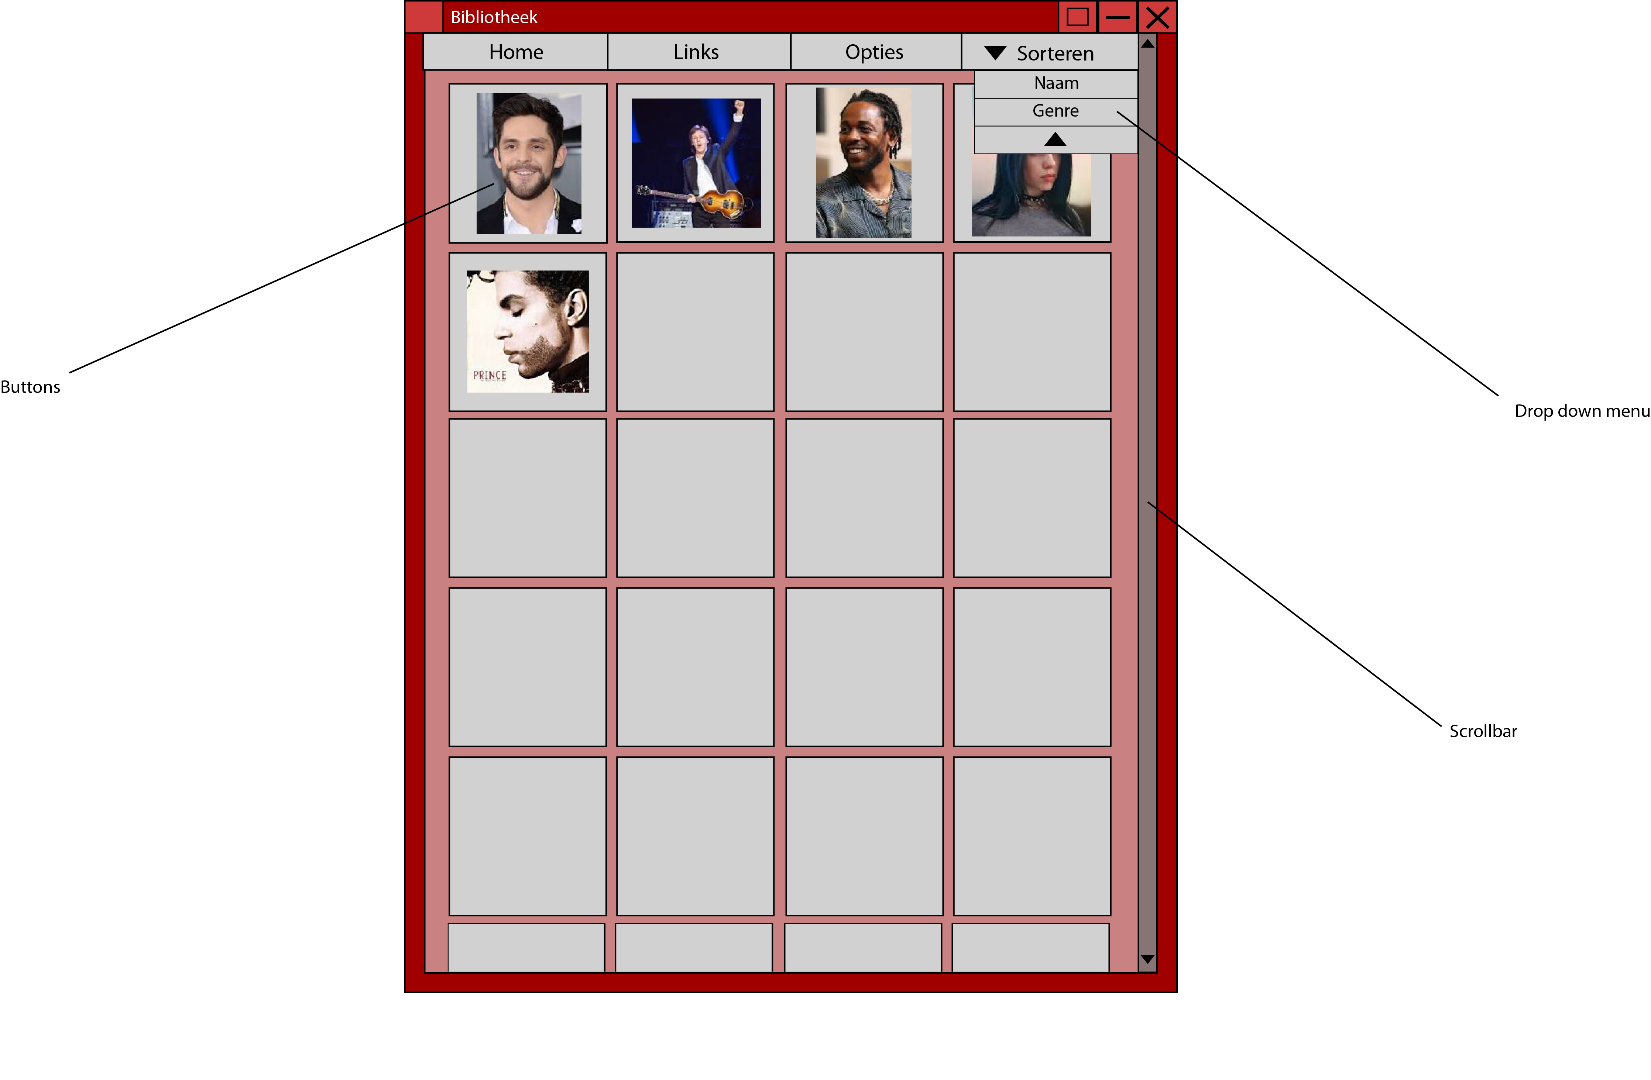 Bibliotheek
Home
Links
Opties
Sorteren
Naam
Genre
PRINCE
Buttons
Drop down menu
Scrollbar